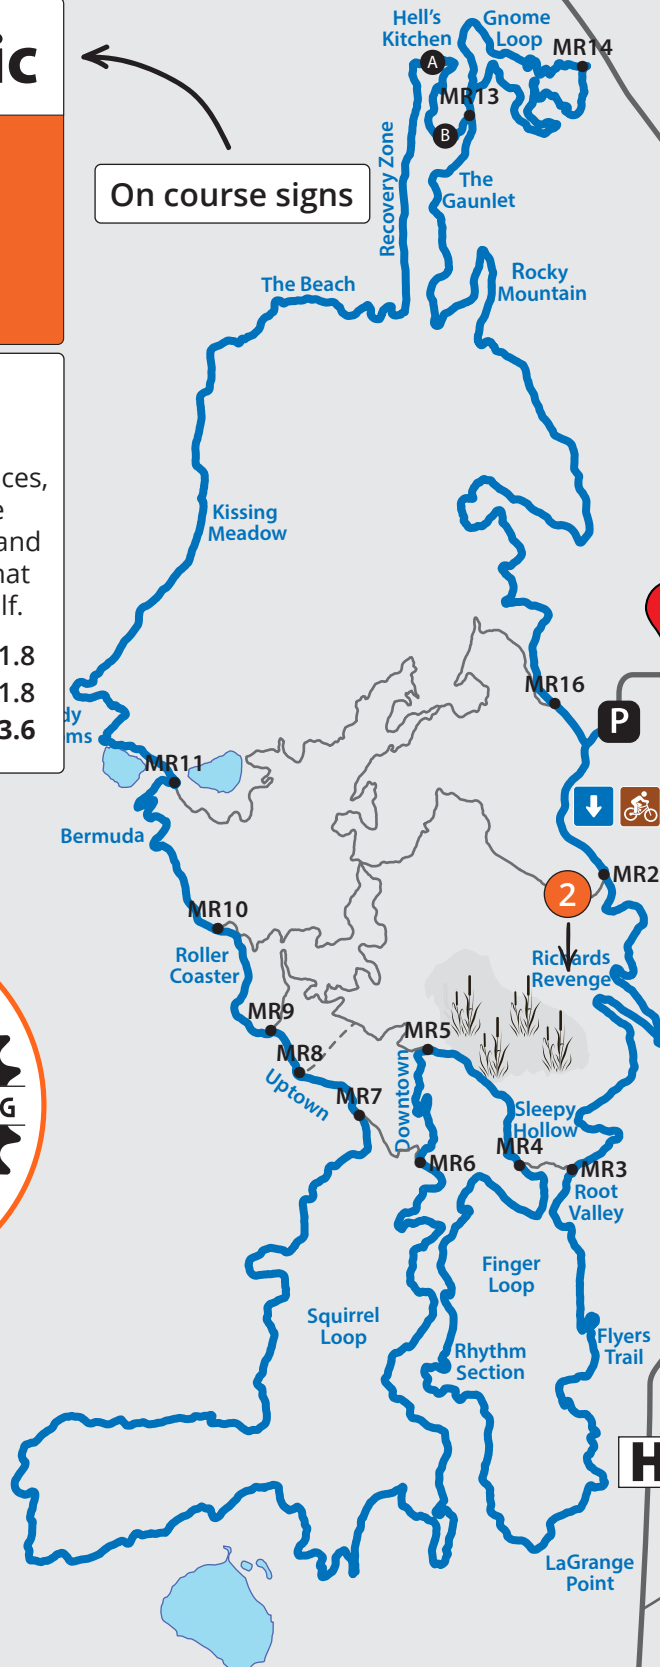 ic
On course signs
Hell's
Kitchen
Gnome
Loop
MR14
A
MR13
B
Recovery Zone
The
Gaunlet
The Beach
Rocky
Mountain
ces,
e
and
hat
lf.
1.8
1.8
3.6
Kissing
Meadow
MR16
P
dy
ms
MR11
Bermuda
MR2
2
MR10
Roller
Coaster
Richards
Revenge
MR9
MR5
MR8
Uptown
MR7
Downtown
G
Sleepy
Hollow
MR4
MR6
MR3
Root
Valley
Finger
Loop
Squirrel
Loop
Rhythm
Section
Flyers
Trail
H
LaGrange
Point